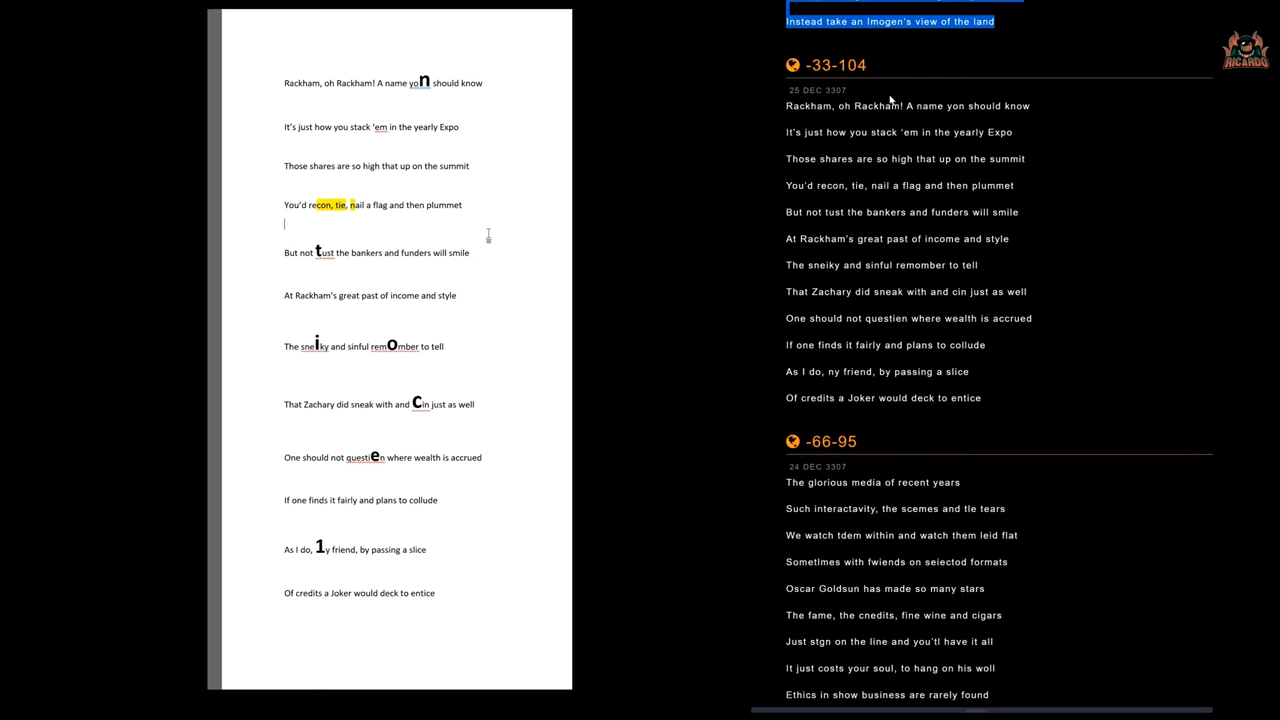 Rackham, oh Rackham! A name yon should know
It's just how you stack 'em in the yearly Expo
Those shares are so high that up on the summit
You'd recon, tie, nail a flag and then plummet
But not tust the bankers and funders will smile
At Rackham's great past of income and style
The sneiky and sinful remomber to tell
That Zachary did sneak with and cin just as well
One should not questien where wealth is accrued
If one finds it fairly and plans to collude
As I do, 1y friend, by passing a slice
Of credits a Joker would deck to entice
Instead take an Imogen's view of the land
-33-104
25 DEC 3307
Rackham, oh Rackham! A name yon should know
It's just how you stack 'em in the yearly Expo
Those shares are so high that up on the summit
You'd recon, tie, nail a flag and then plummet
But not tust the bankers and funders will smile
At Rackham's great past of income and style
The sneiky and sinful remomber to tell
That Zachary did sneak with and cin just as well
One should not questien where wealth is accrued
If one finds it fairly and plans to collude
As I do, ny friend, by passing a slice
Of credits a Joker would deck to entice
-66-95
24 DEC 3307
The glorious media of recent years
Such interactavity, the scemes and tle tears
We watch tdem within and watch them leid flat
Sometlmes with fwiends on seiectod formats
Oscar Goldsun has made so many stars
The fame, the cnedits, fine wine and cigars
Just stgn on the line and you'tl have it all
It just costs your soul, to hang on his woll
Ethics in show business are rarely found
RICARDO